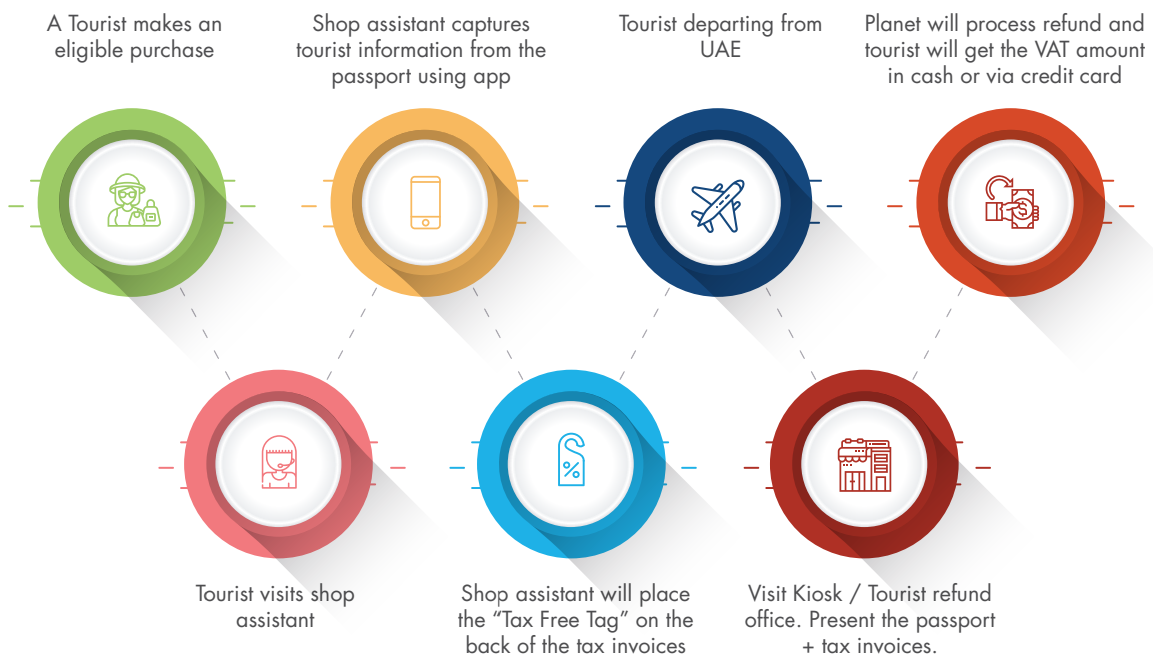 A Tourist makes an
eligible purchase
Tourist visits shop
assistant
Shop assistant captures
tourist information from the
passport using app
Shop assistant will place
the “Tax Free Tag” on the
back of the tax invoices
Tourist departing from
UAE
Visit Kiosk / Tourist refund
office. Present the passport
+ tax invoices.
Planet will process refund and
tourist will get the VAT amount
in cash or via credit card
%
$